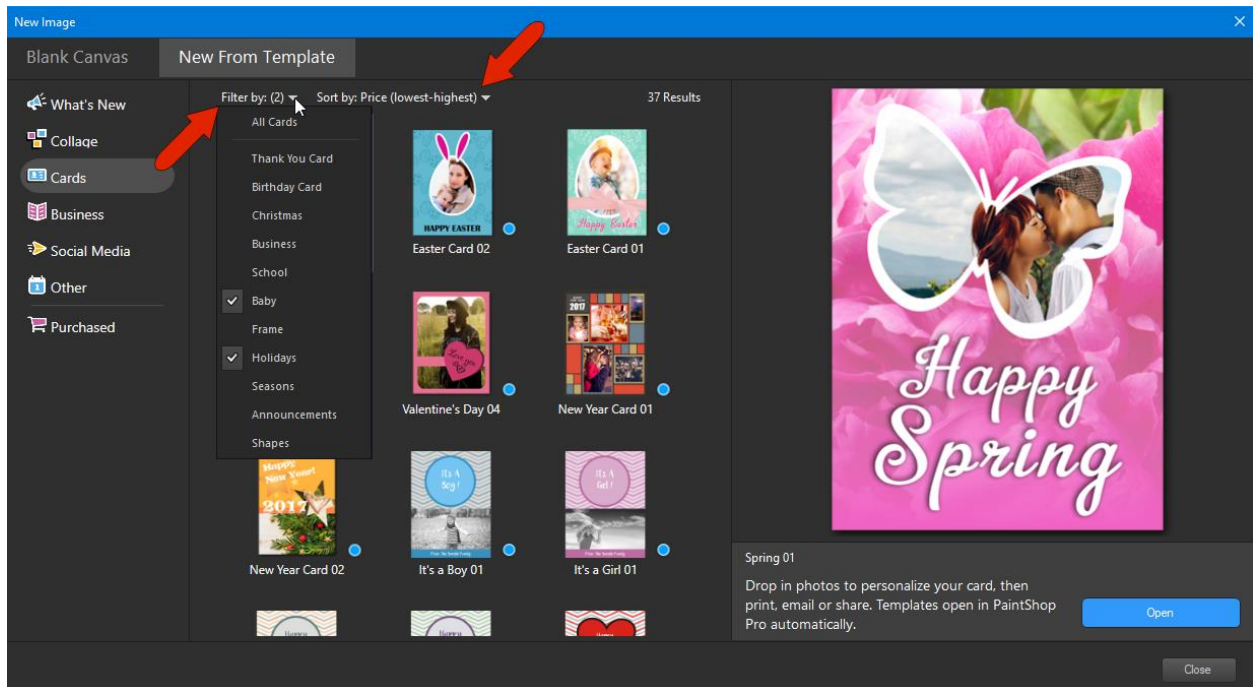 New Image
Blank Canvas
New From Template
What's New
Collage
Cards
Business
Social Media
Other
Purchased
Filter by: (2)
Sort by: Price (lowest-highest)
37 Results
All Cards
Thank You Card
Birthday Card
Christmas
Business
School
Baby
Frame
Holidays
Seasons
Announcements
Shapes
HAPPY EASTER
Easter Card 02
Happy Easter
Easter Card 01
Love you
Valentine's Day 04
2017
New Year Card 01
Happy
New Year!
2017
New Year Card 02
It's A
Boy!
It's a Boy 01
It's A
Girl!
It's a Girl 01
Happy
Happy
Happy
Happy
Spring
Spring 01
Drop in photos to personalize your card, then
print, email or share. Templates open in PaintShop
Pro automatically.
Open
Close